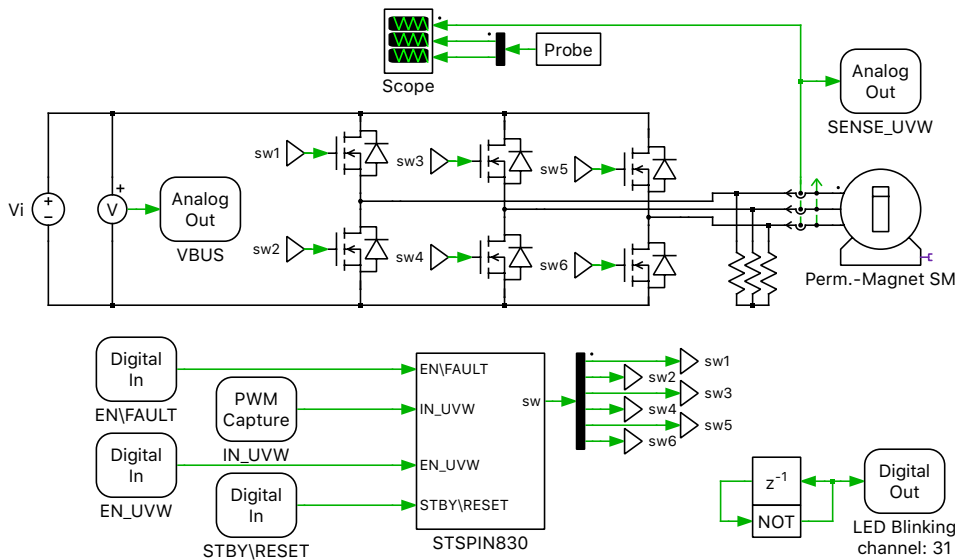 Scope
Probe
Analog
Out
SENSE_UVW
Vi
V
Analog
Out
VBUS
sw1
sw3
sw5
sw2
sw4
sw6
Perm.-Magnet SM
Digital
In
EN\FAULT
PWM
Capture
IN_UVW
Digital
In
EN_UVW
Digital
In
STBY\RESET
EN\FAULT
IN_UVW
EN_UVW
STBY\RESET
sw
STSPIN830
sw1
sw2
sw3
sw4
sw5
sw6
z⁻¹
NOT
Digital
Out
LED Blinking
channel: 31